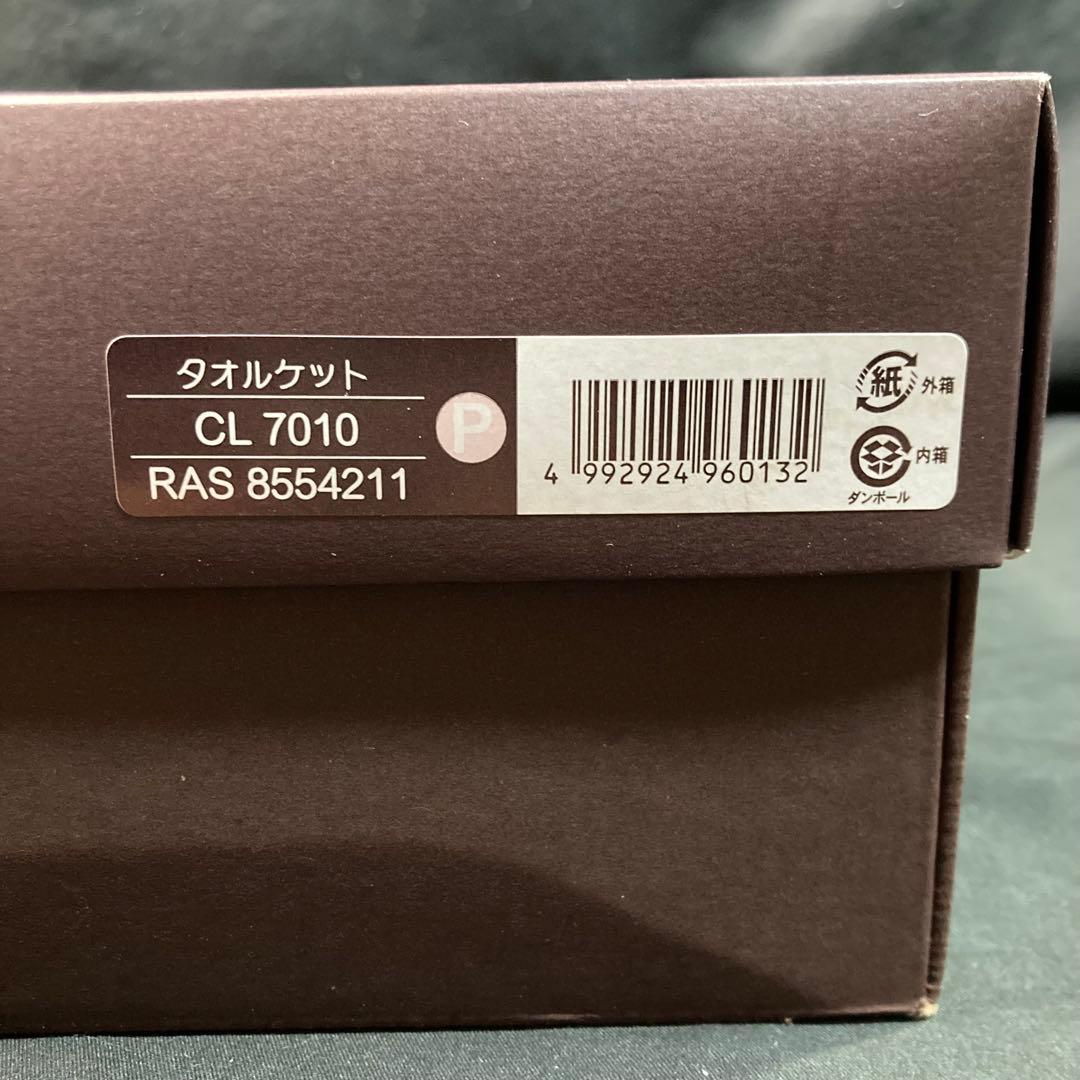 タオルケット
CL 7010
RAS 8554211
P
4 992924 960132
紙 外箱
内箱
ダンボール